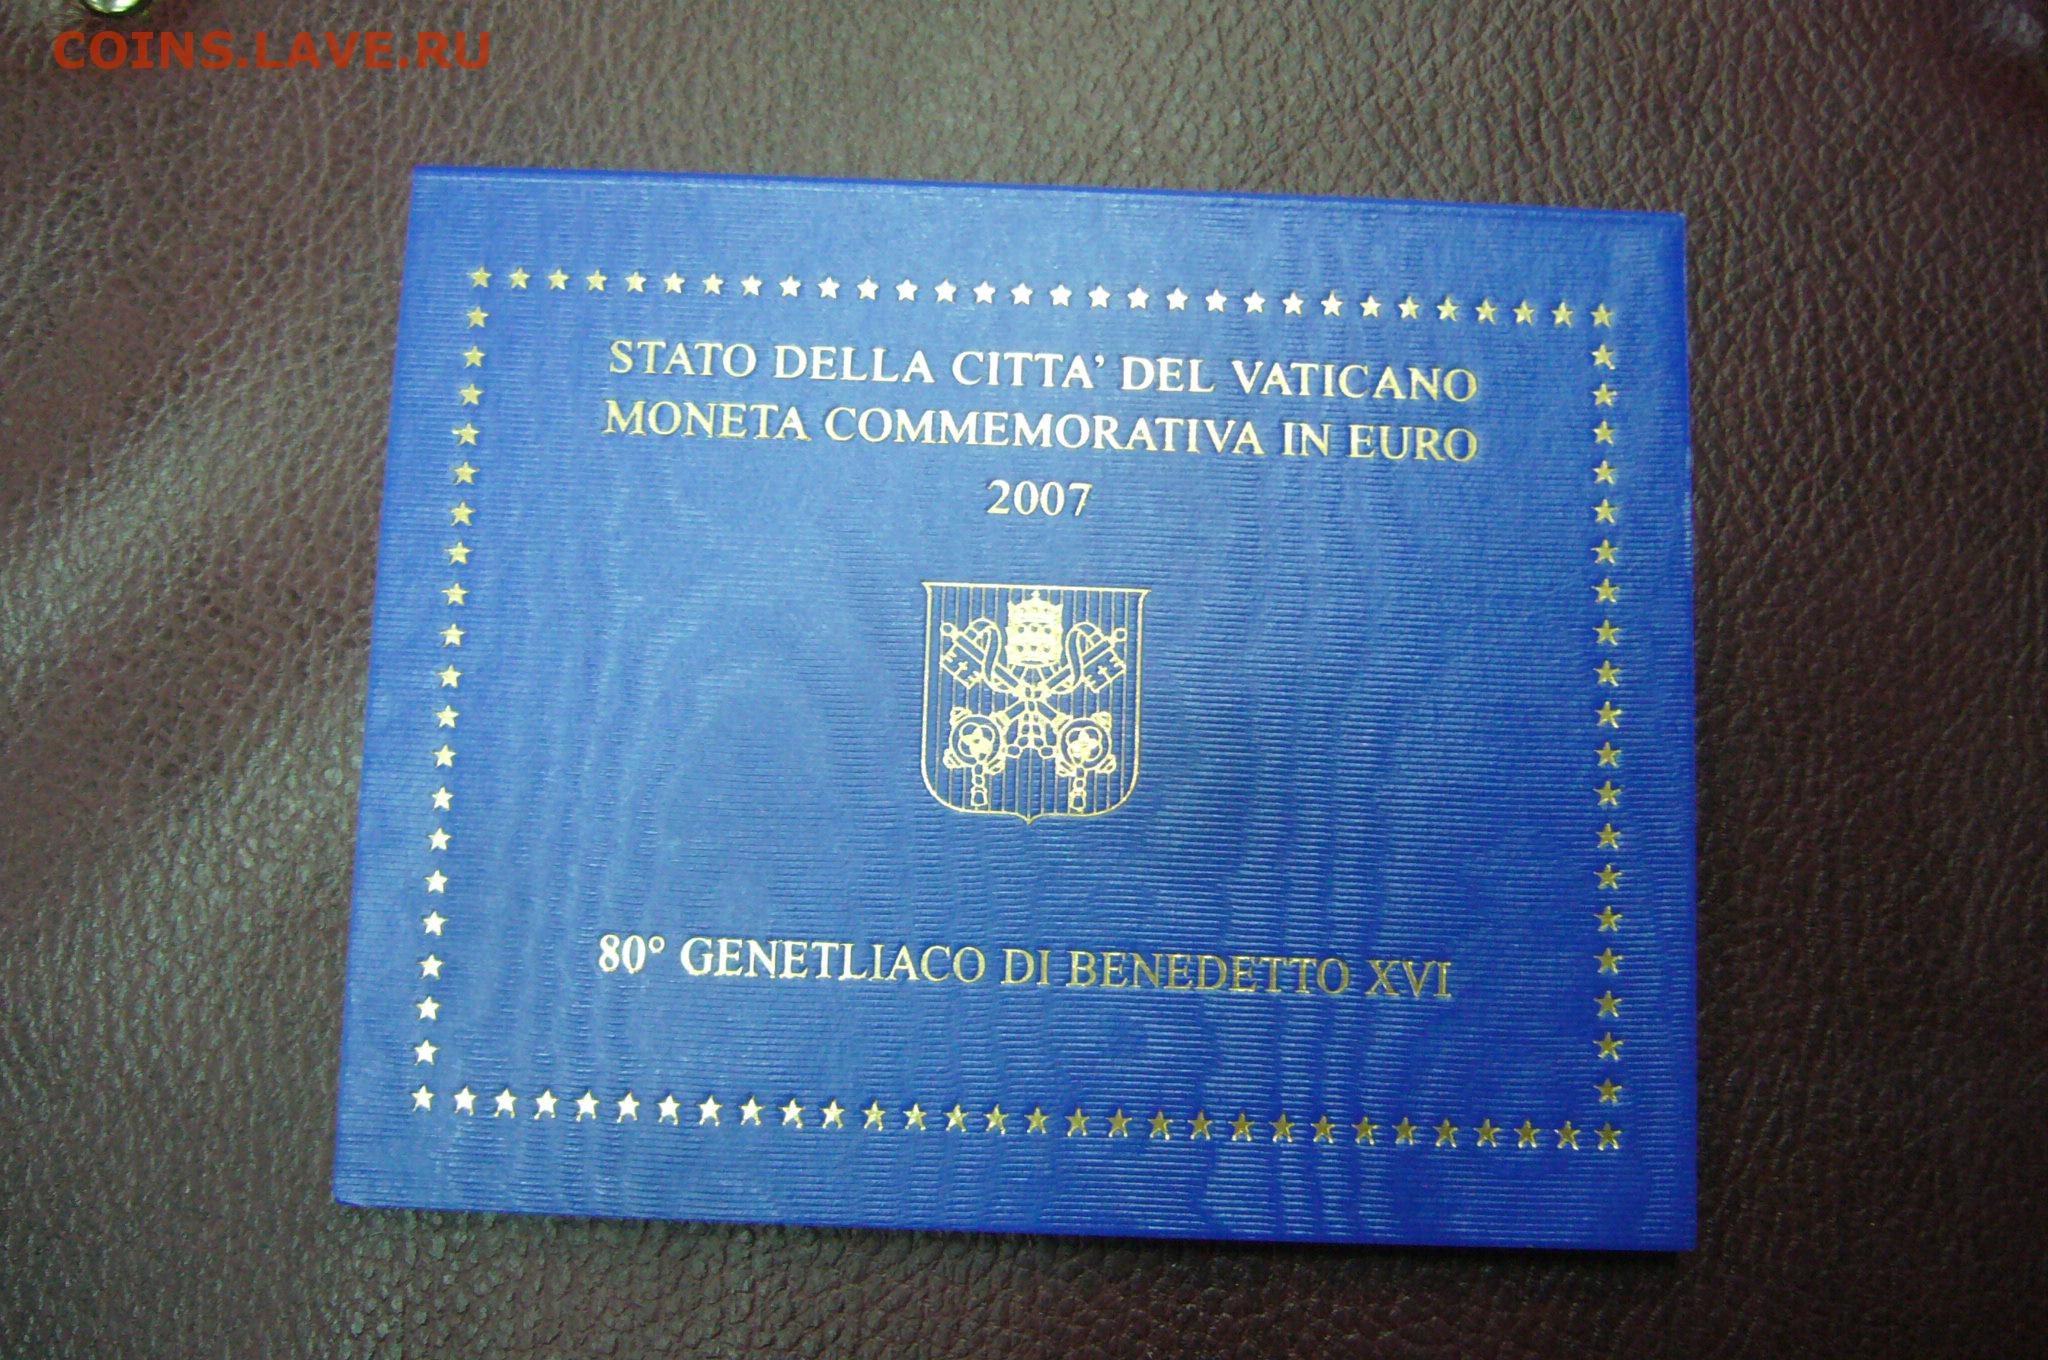 COINS.LAVE.RU
STATO DELLA CITTA' DEL VATICANO
MONETA COMMEMORATIVA IN EURO
2007
80° GENETLIACO DI BENEDETTO XVI